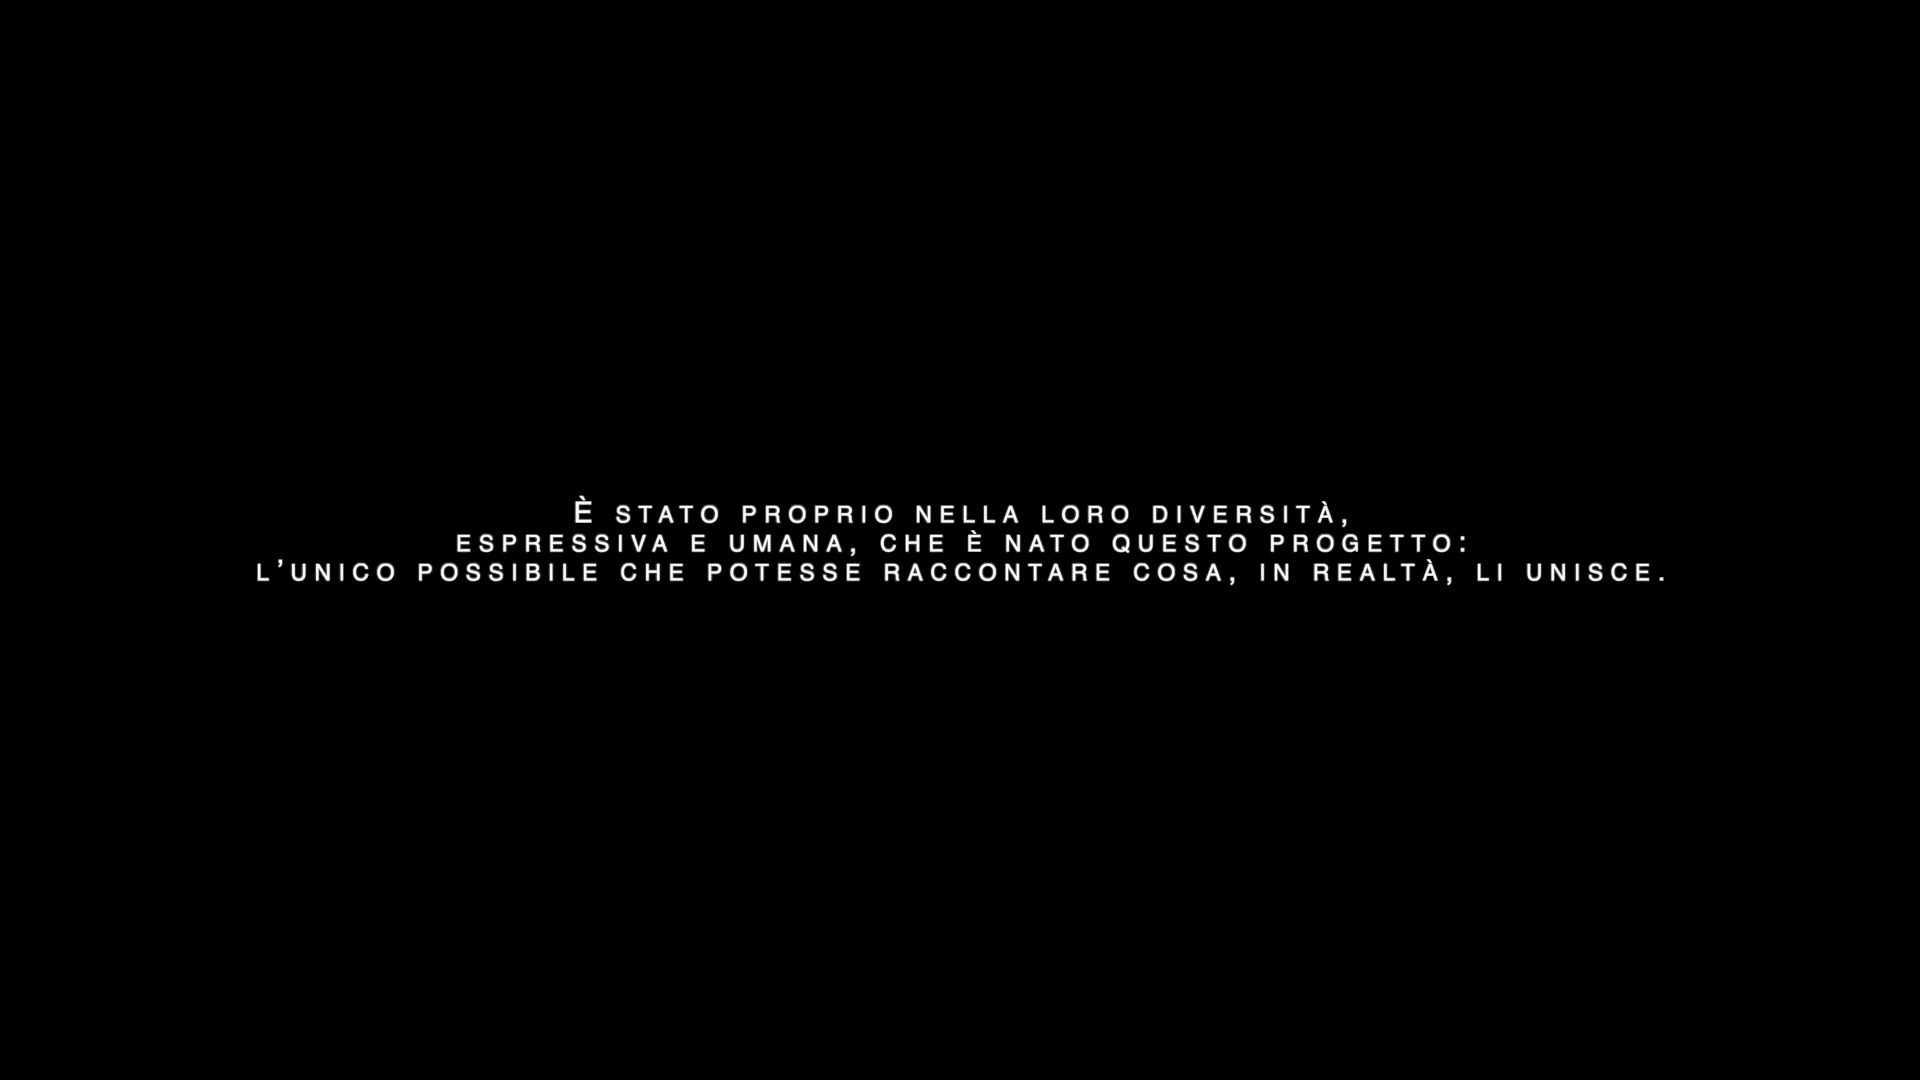 È STATO PROPRIO NELLA LORO DIVERSITÀ,
ESPRESSIVA E UMANA, CHE È NATO QUESTO PROGETTO:
L’UNICO POSSIBILE CHE POTESSE RACCONTARE COSA, IN REALTÀ, LI UNISCE.